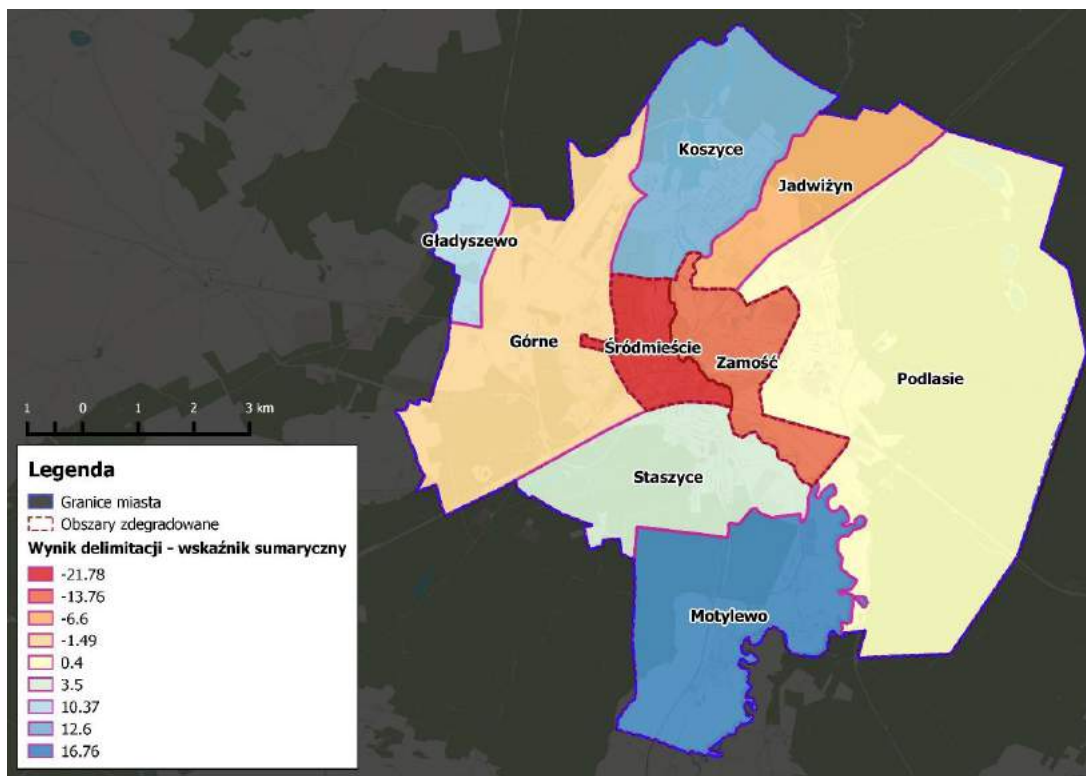 Koszyce
Jadwiżyn
Gładyszewo
Górne
Śródmieście
Zamość
Podlasie
Staszyce
Motylewo
1 0 1 2 3 km
Legenda
Granice miasta
Obszary zdegradowane
Wynik delimitacji - wskaźnik sumaryczny
-21.78
-13.76
-6.6
-1.49
0.4
3.5
10.37
12.6
16.76